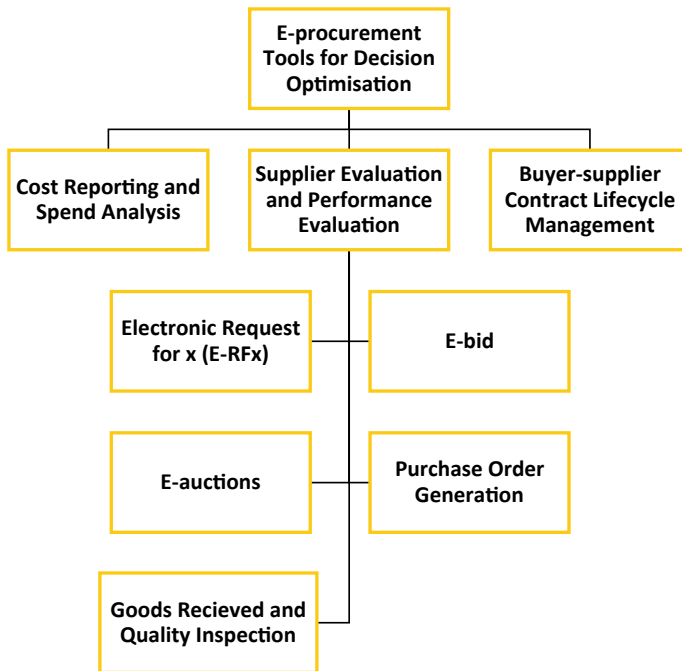 E-procurement
Tools for Decision
Optimisation
Cost Reporting and
Spend Analysis
Supplier Evaluation
and Performance
Evaluation
Buyer-supplier
Contract Lifecycle
Management
Electronic Request
for x (E-RFx)
E-bid
E-auctions
Purchase Order
Generation
Goods Recieved and
Quality Inspection